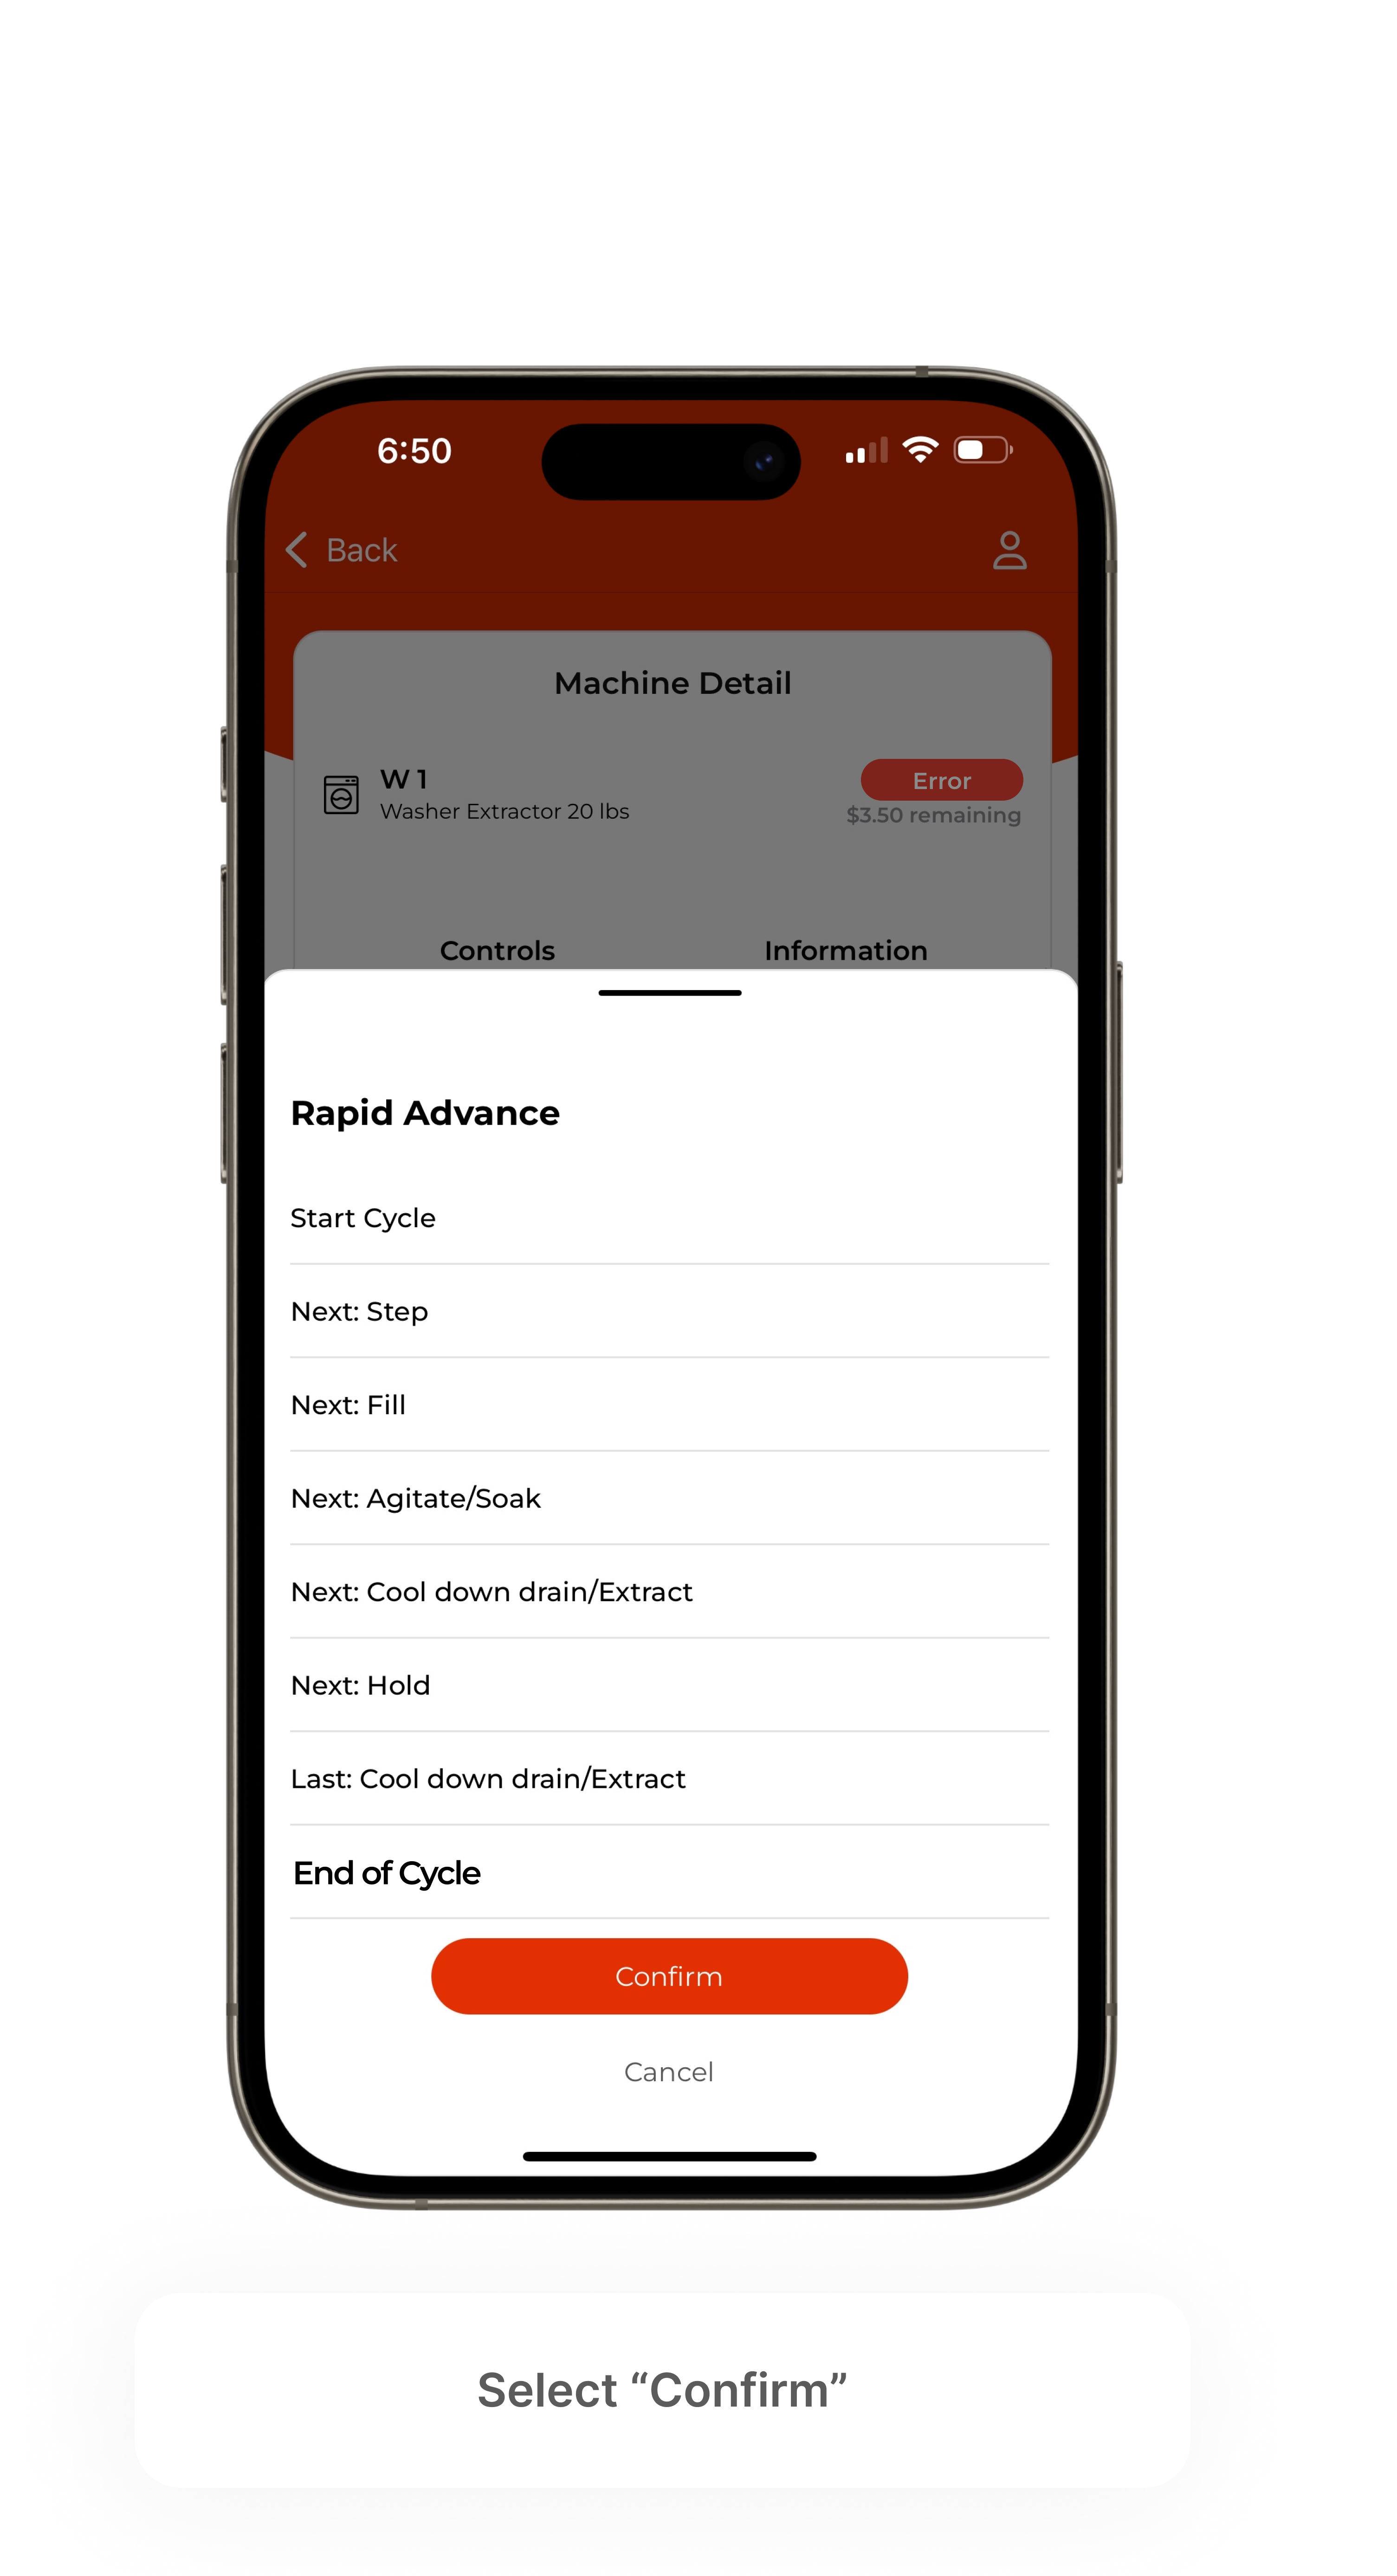 6:50
Back
Machine Detail
W 1
Error
Washer Extractor 20 lbs
$3.50 remaining
Controls Information
Rapid Advance
Start Cycle
Next: Step
Next: Fill
Next: Agitate/Soak
Next: Cool down drain/Extract
Next: Hold
Last: Cool down drain/Extract
End of Cycle
Confirm
Cancel
Select “Confirm”